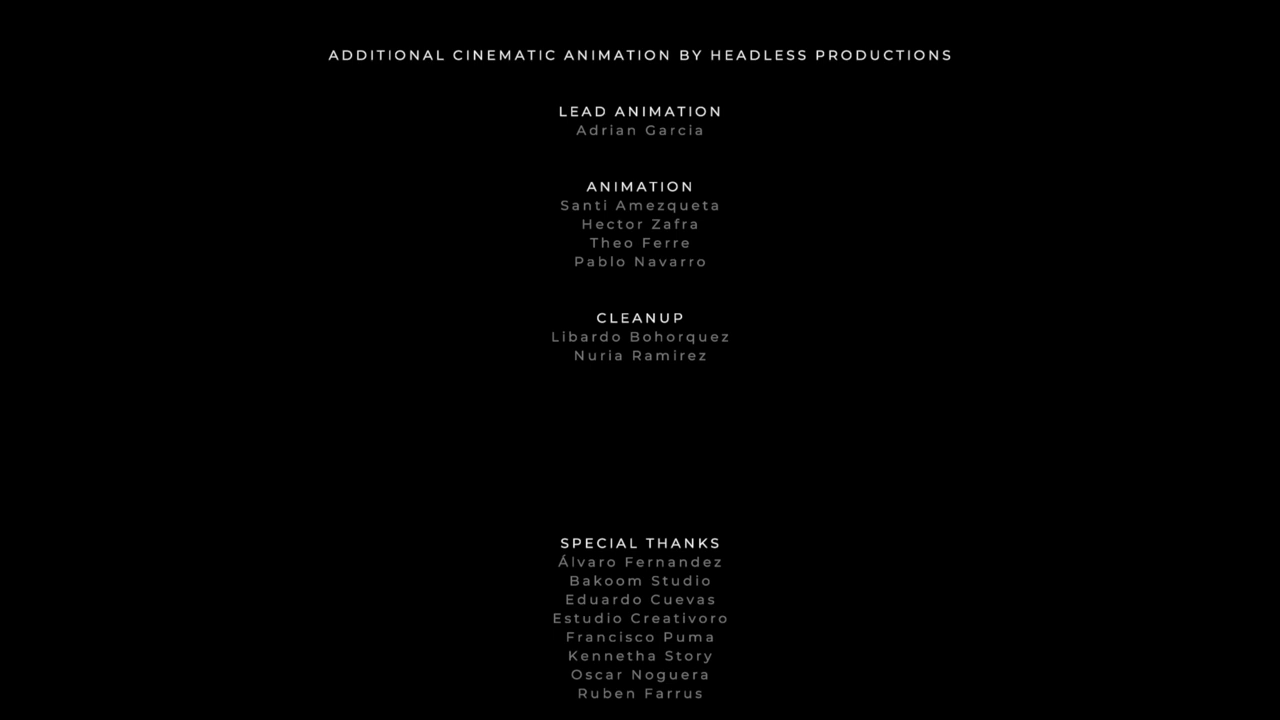 ADDITIONAL CINEMATIC ANIMATION BY HEADLESS PRODUCTIONS
LEAD ANIMATION
Adrian Garcia
ANIMATION
Santi Amezqueta
Hector Zafra
Theo Ferre
Pablo Navarro
CLEANUP
Libardo Bohorquez
Nuria Ramirez
SPECIAL THANKS
Álvaro Fernandez
Bakoom Studio
Eduardo Cuevas
Estudio Creativoro
Francisco Puma
Kennetha Story
Oscar Noguera
Ruben Farrus